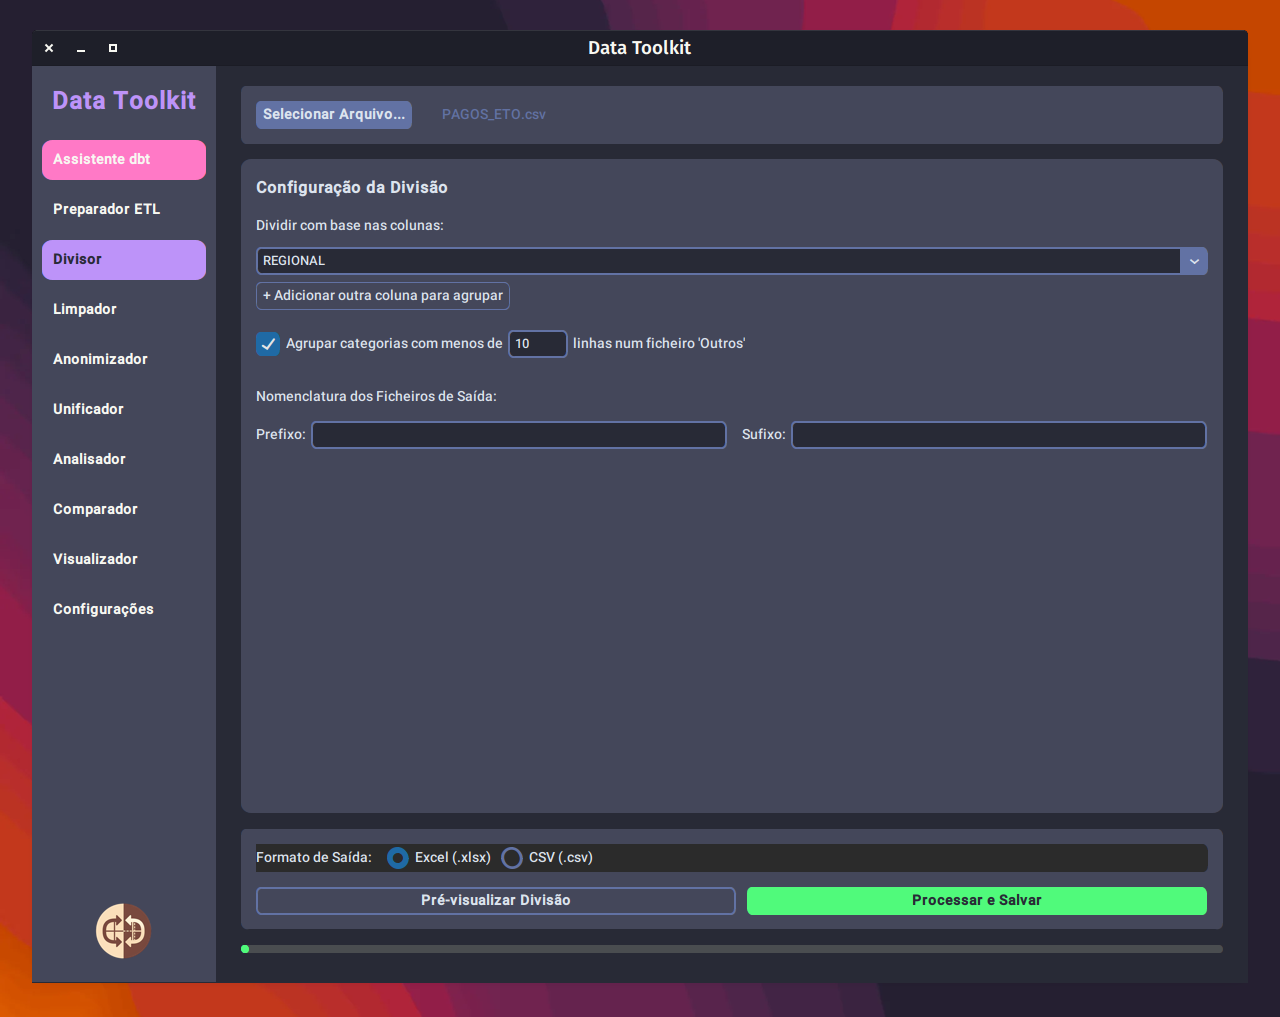 Data Toolkit
Data Toolkit
Assistente dbt
Preparador ETL
Divisor
Limpador
Anonimizador
Unificador
Analisador
Comparador
Visualizador
Configurações
Selecionar Arquivo... PAGOS_ETO.csv
Configuração da Divisão
Dividir com base nas colunas:
REGIONAL
+ Adicionar outra coluna para agrupar
Agrupar categorias com menos de 10 linhas num ficheiro 'Outros'
Nomenclatura dos Ficheiros de Saída:
Prefixo: Sufixo:
Formato de Saída: Excel (.xlsx) CSV (.csv)
Pré-visualizar Divisão Processar e Salvar